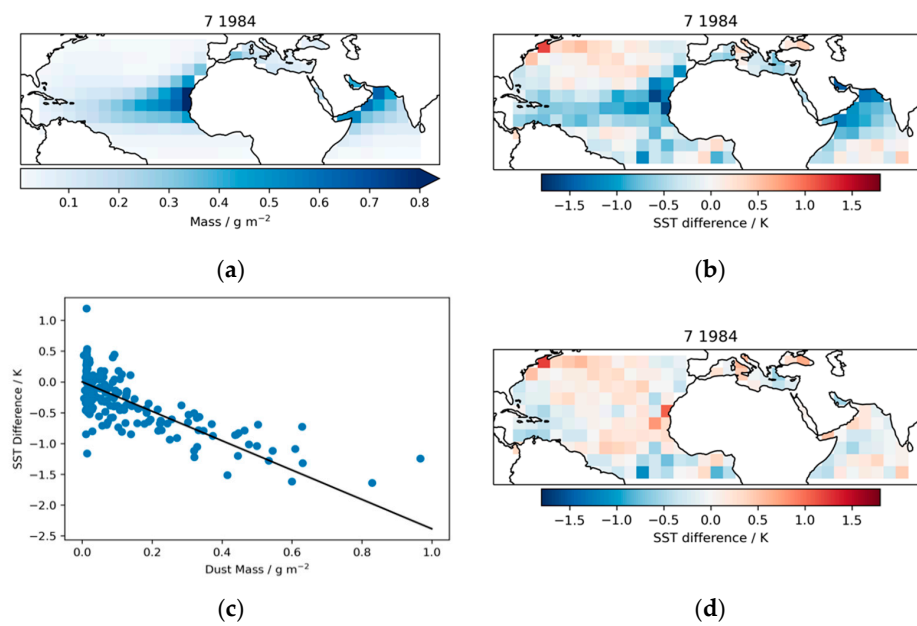 7 1984
0.1 0.2 0.3 0.4 0.5 0.6 0.7 0.8
Mass / g m⁻²
(a)
7 1984
−1.5 −1.0 −0.5 0.0 0.5 1.0 1.5
SST difference / K
(b)
1.0
0.5
0.0
−0.5
−1.0
−1.5
−2.0
−2.5
SST Difference / K
0.0 0.2 0.4 0.6 0.8 1.0
Dust Mass / g m⁻²
(c)
7 1984
−1.5 −1.0 −0.5 0.0 0.5 1.0 1.5
SST difference / K
(d)